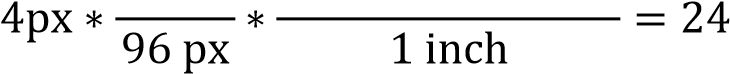 4px ∗ ——— ∗ ——————— = 24
96 px 1 inch